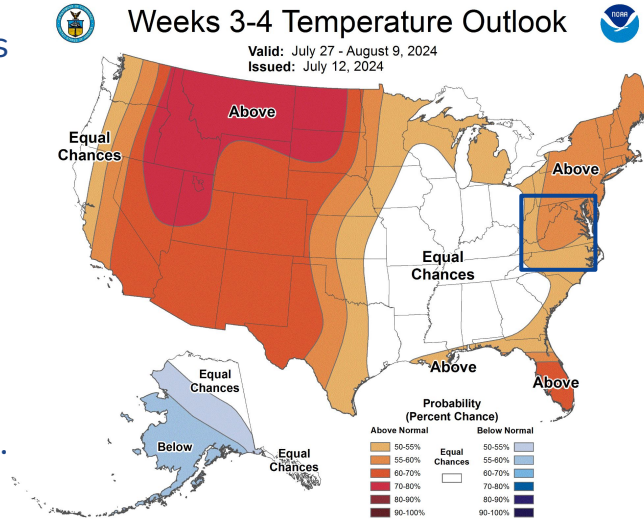 Weeks 3-4 Temperature Outlook
NOAA
s
Valid: July 27 - August 9, 2024
Issued: July 12, 2024
Above
Equal
Chances
Above
Equal
Chances
Above
Above
Equal
Chances
Below
Equal
Chances
.
Probability
(Percent Chance)
Above Normal
Below Normal
50-55%
55-60%
60-70%
70-80%
80-90%
90-100%
Equal
Chances
50-55%
55-60%
60-70%
70-80%
80-90%
90-100%